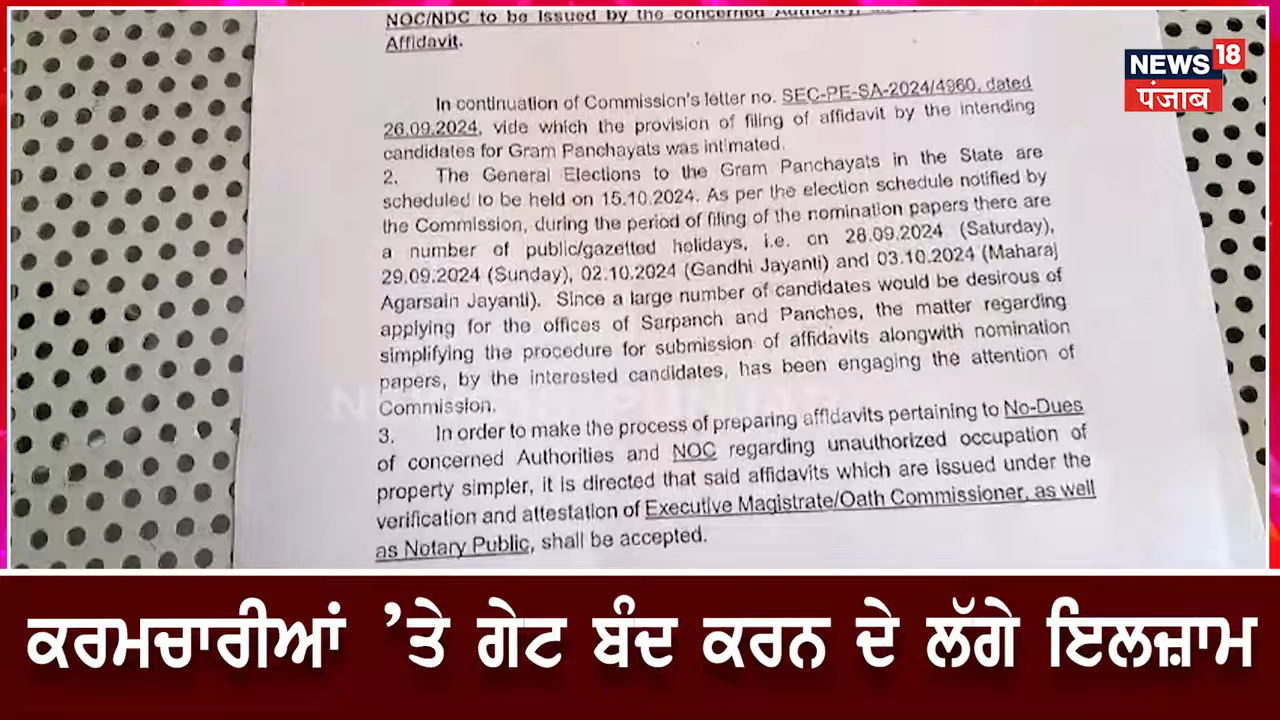 NOC/NDC to be issued by the concerned Authority,
Affidavit.
NEWS 18
ਪੰਜਾਬ
In continuation of Commission's letter no. SEC-PE-SA-2024/4960, dated
26.09.2024, vide which the provision of filing of affidavit by the intending
candidates for Gram Panchayats was intimated.
2. The General Elections to the Gram Panchayats in the State are
scheduled to be held on 15.10.2024. As per the election schedule notified by
the Commission, during the period of filing of the nomination papers there are
a number of public/gazetted holidays, i.e. on 28.09.2024 (Saturday),
29.09.2024 (Sunday), 02.10.2024 (Gandhi Jayanti) and 03.10.2024 (Maharaj
Agarsain Jayanti). Since a large number of candidates would be desirous of
applying for the offices of Sarpanch and Panches, the matter regarding
simplifying the procedure for submission of affidavits alongwith nomination
papers, by the interested candidates, has been engaging the attention of
Commission.
3. In order to make the process of preparing affidavits pertaining to No-Dues
of concerned Authorities and NOC regarding unauthorized occupation of
property simpler, it is directed that said affidavits which are issued under the
verification and attestation of Executive Magistrate/Oath Commissioner, as well
as Notary Public, shall be accepted.
ਕਰਮਚਾਰੀਆਂ 'ਤੇ ਗੇਟ ਬੰਦ ਕਰਨ ਦੇ ਲੱਗੇ ਇਲਜ਼ਾਮ